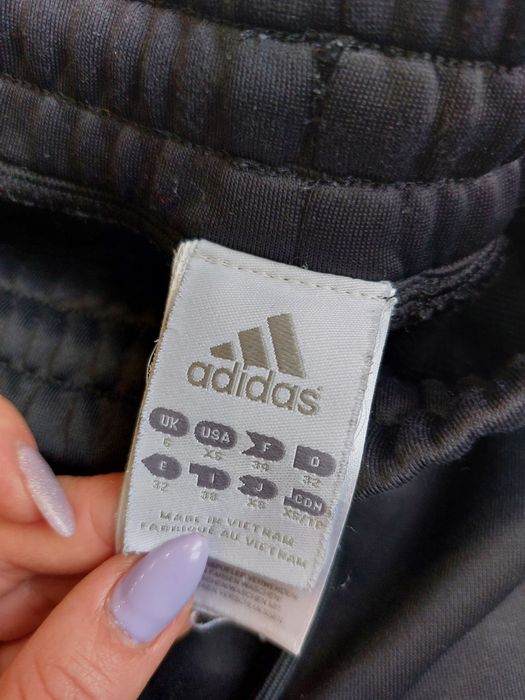 adidas
UK USA F D
6 XS 34 32
E I J CDN
32 38 XS XS/TP
MADE IN VIETNAM
FABRIQUÉ AU VIETNAM